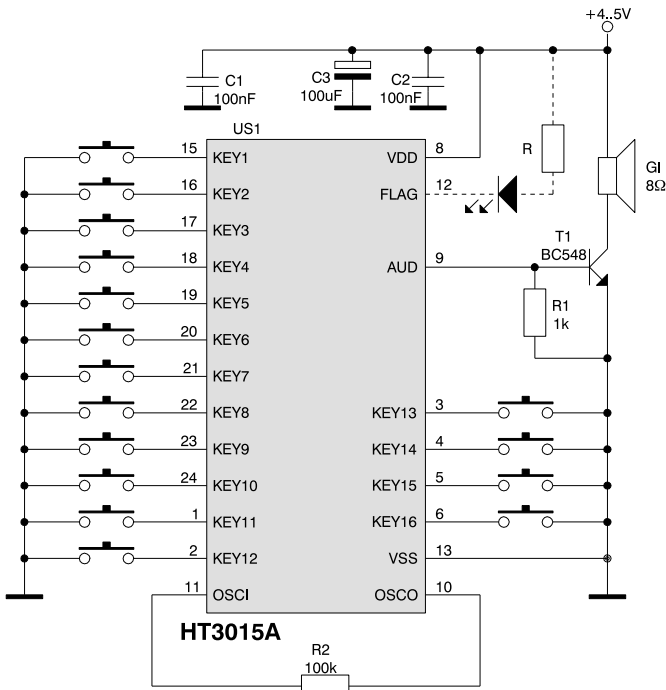 +4..5V
C1
100nF
C3
100uF
C2
100nF
US1
R
GI
8Ω
15 KEY1 VDD 8
16 KEY2 FLAG 12
17 KEY3
T1
BC548
18 KEY4 AUD 9
19 KEY5
R1
1k
20 KEY6
21 KEY7
22 KEY8 KEY13 3
23 KEY9 KEY14 4
24 KEY10 KEY15 5
1 KEY11 KEY16 6
2 KEY12 VSS 13
11 OSCI OSCO 10
HT3015A
R2
100k